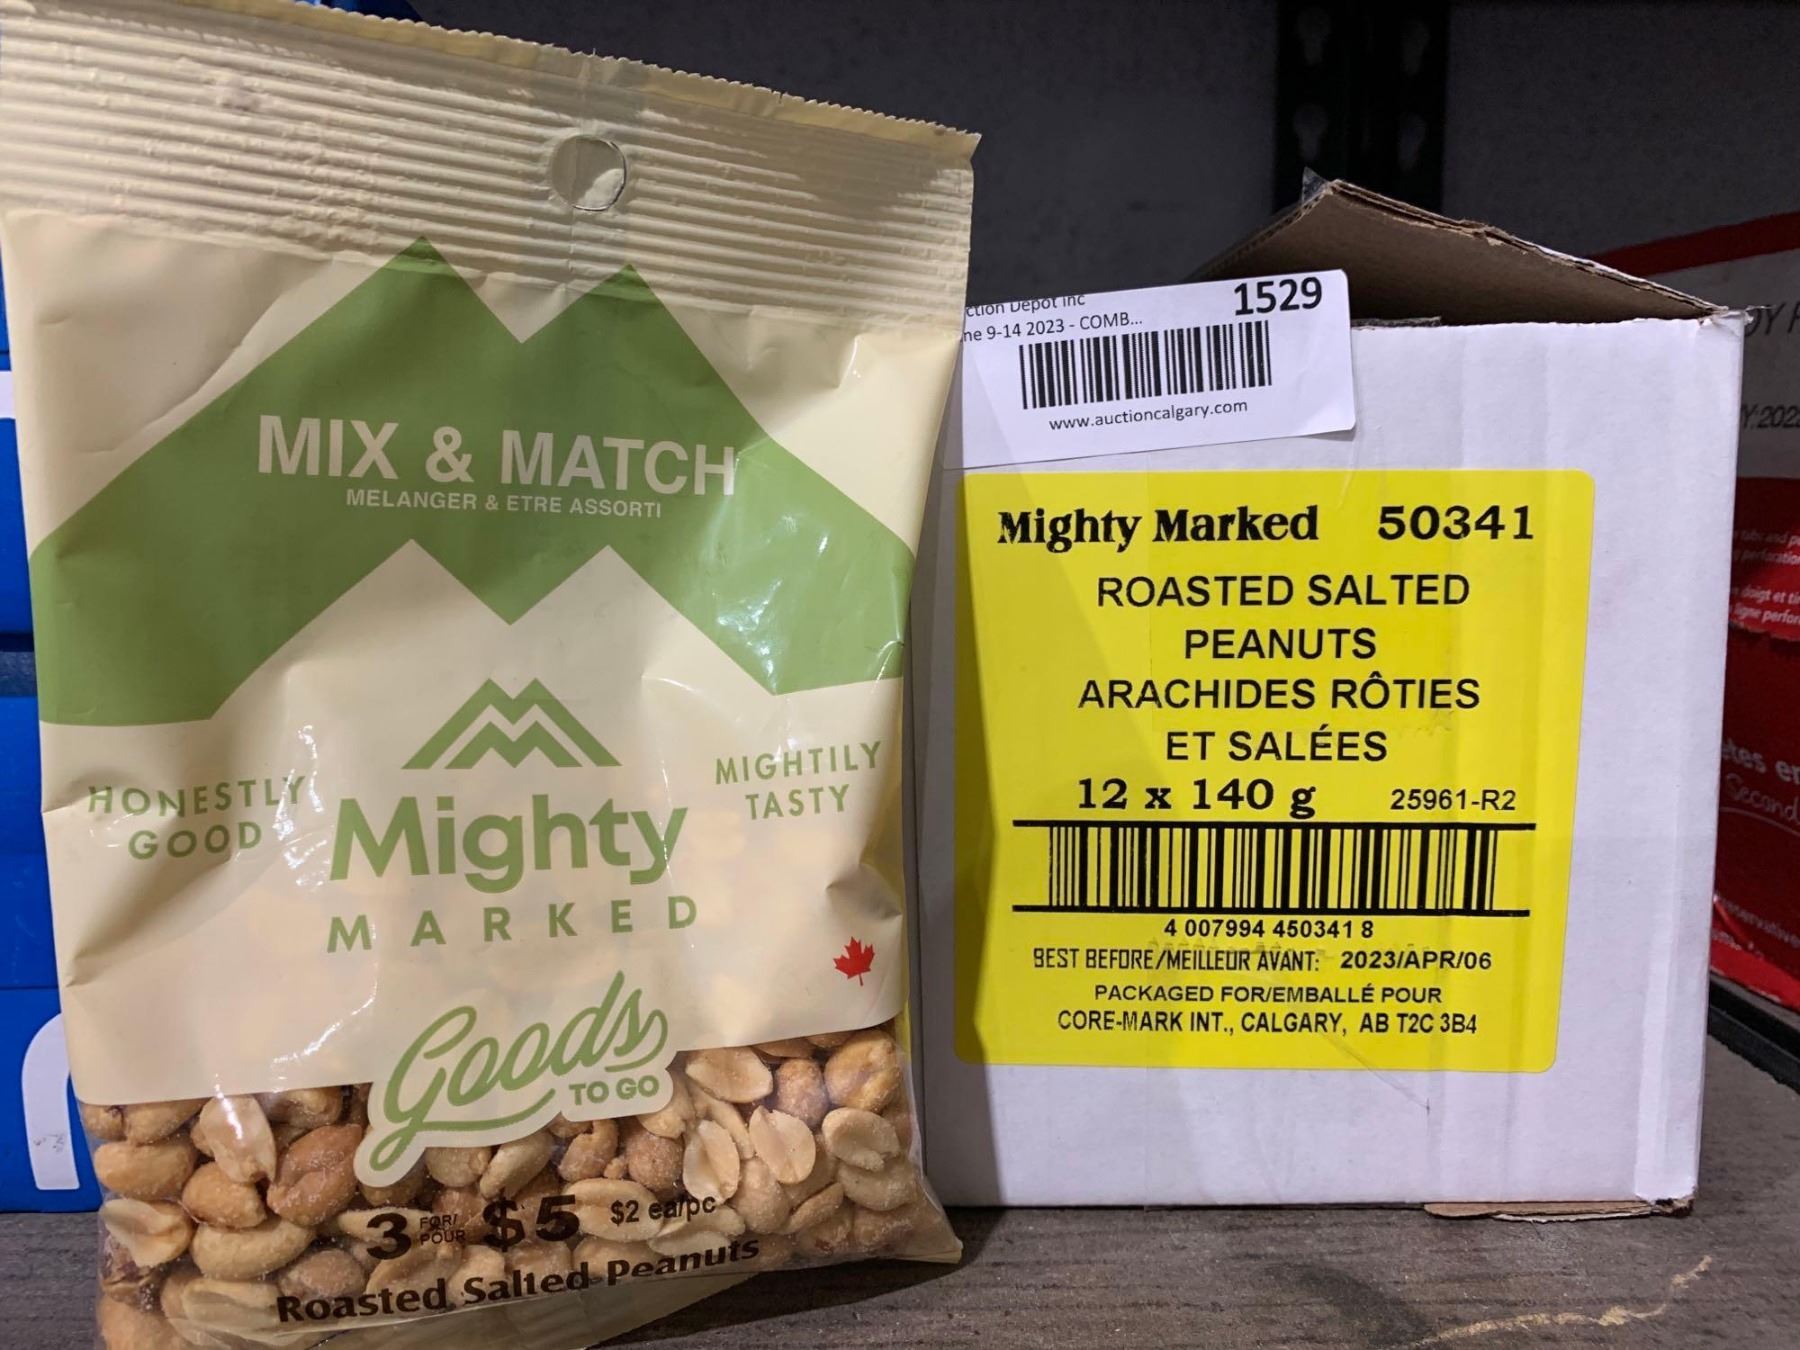 MIX & MATCH
MELANGER & ETRE ASSORTI
HONESTLY
GOOD
Mighty
MARKED
MIGHTILY
TASTY
Goods
TO GO
3 FOR/
POUR $5 $2 ea/pc
Roasted Salted Peanuts
Depot Inc
9-14 2023 - COMB...
1529
www.auctioncalgary.com
Mighty Marked 50341
ROASTED SALTED
PEANUTS
ARACHIDES RÔTIES
ET SALÉES
12 x 140 g 25961-R2
4 007994 450341 8
BEST BEFORE/MEILLEUR AVANT: 2023/APR/06
PACKAGED FOR/EMBALLÉ POUR
CORE-MARK INT., CALGARY, AB T2C 3B4